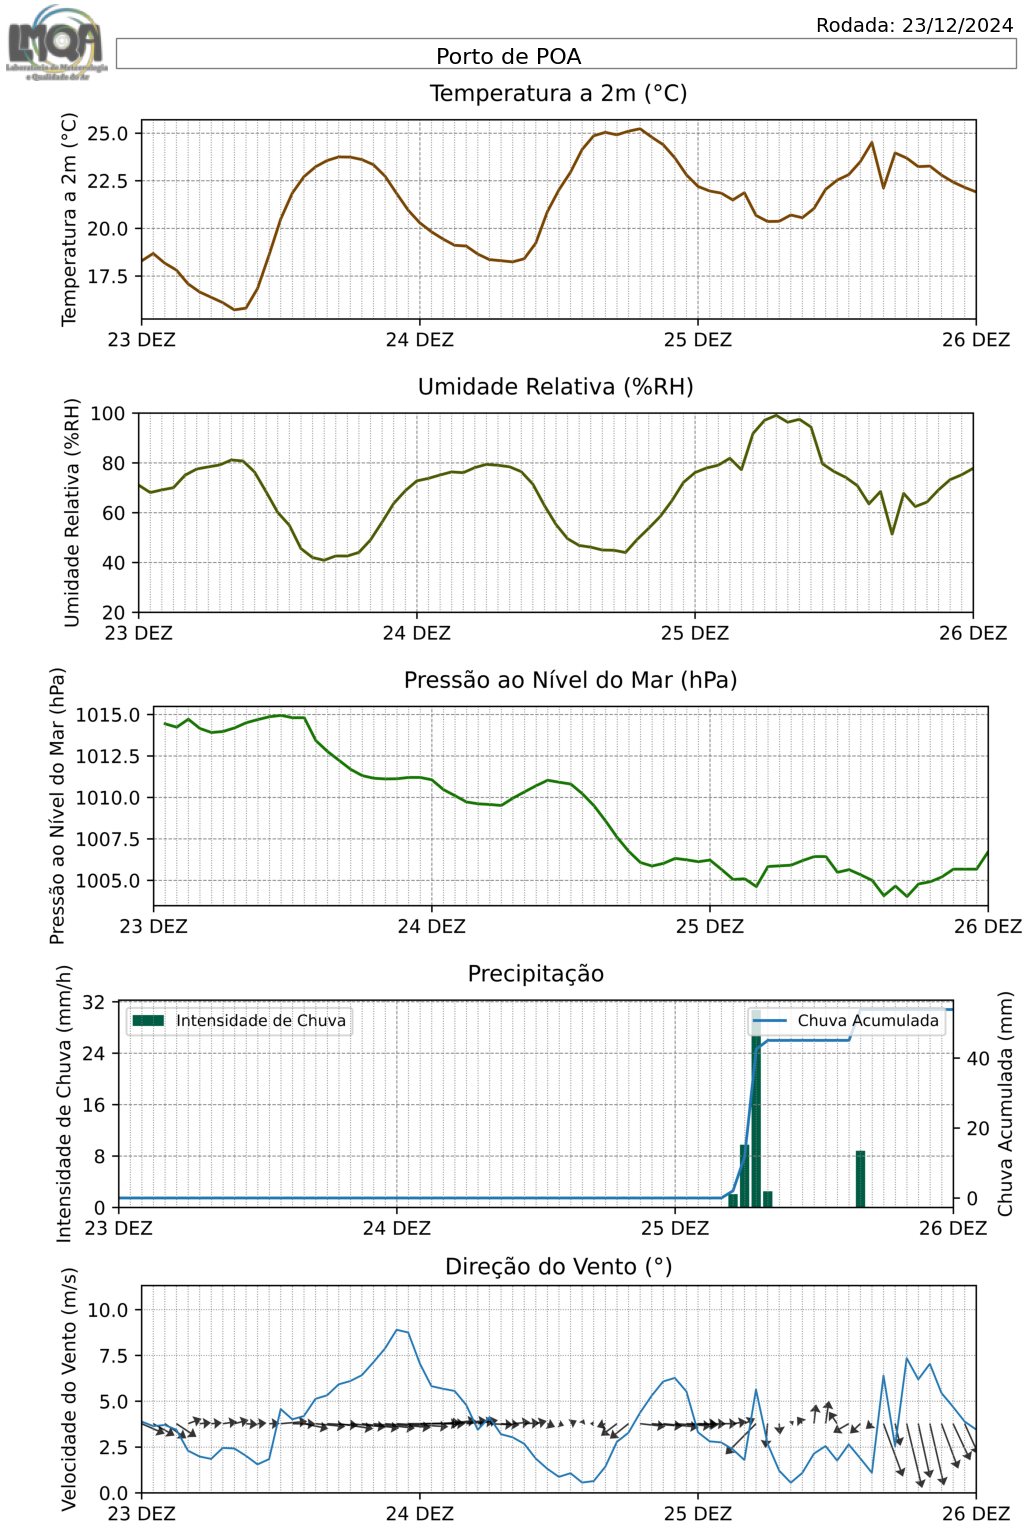 LMQA
Laboratório de Meteorologia
e Qualidade do Ar
Rodada: 23/12/2024
Porto de POA
Temperatura a 2m (°C)
Temperatura a 2m (°C)
25.0
22.5
20.0
17.5
23 DEZ 24 DEZ 25 DEZ 26 DEZ
Umidade Relativa (%RH)
Umidade Relativa (%RH)
100
80
60
40
20
23 DEZ 24 DEZ 25 DEZ 26 DEZ
Pressão ao Nível do Mar (hPa)
Pressão ao Nível do Mar (hPa)
1015.0
1012.5
1010.0
1007.5
1005.0
23 DEZ 24 DEZ 25 DEZ 26 DEZ
Precipitação
Intensidade de Chuva (mm/h)
32
24
16
8
0
Intensidade de Chuva
Chuva Acumulada
40
20
0
Chuva Acumulada (mm)
23 DEZ 24 DEZ 25 DEZ 26 DEZ
Direção do Vento (°)
Velocidade do Vento (m/s)
10.0
7.5
5.0
2.5
0.0
23 DEZ 24 DEZ 25 DEZ 26 DEZ